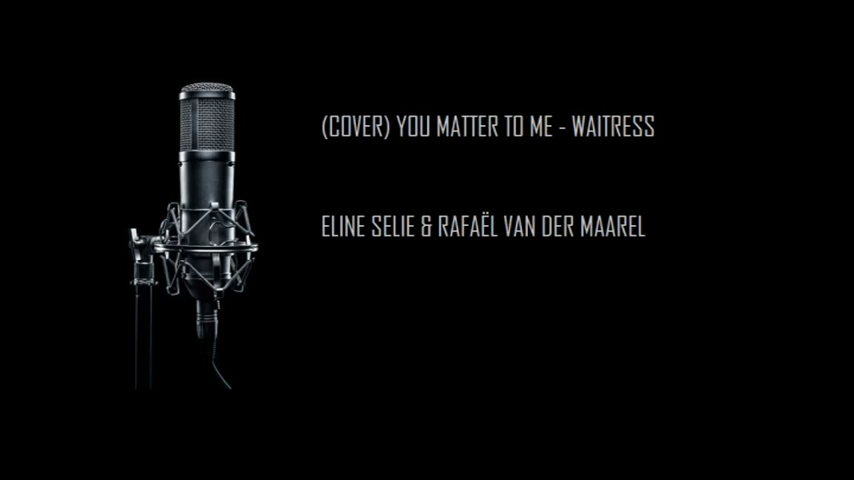 (COVER) YOU MATTER TO ME - WAITRESS
ELINE SELIE & RAFAËL VAN DER MAAREL